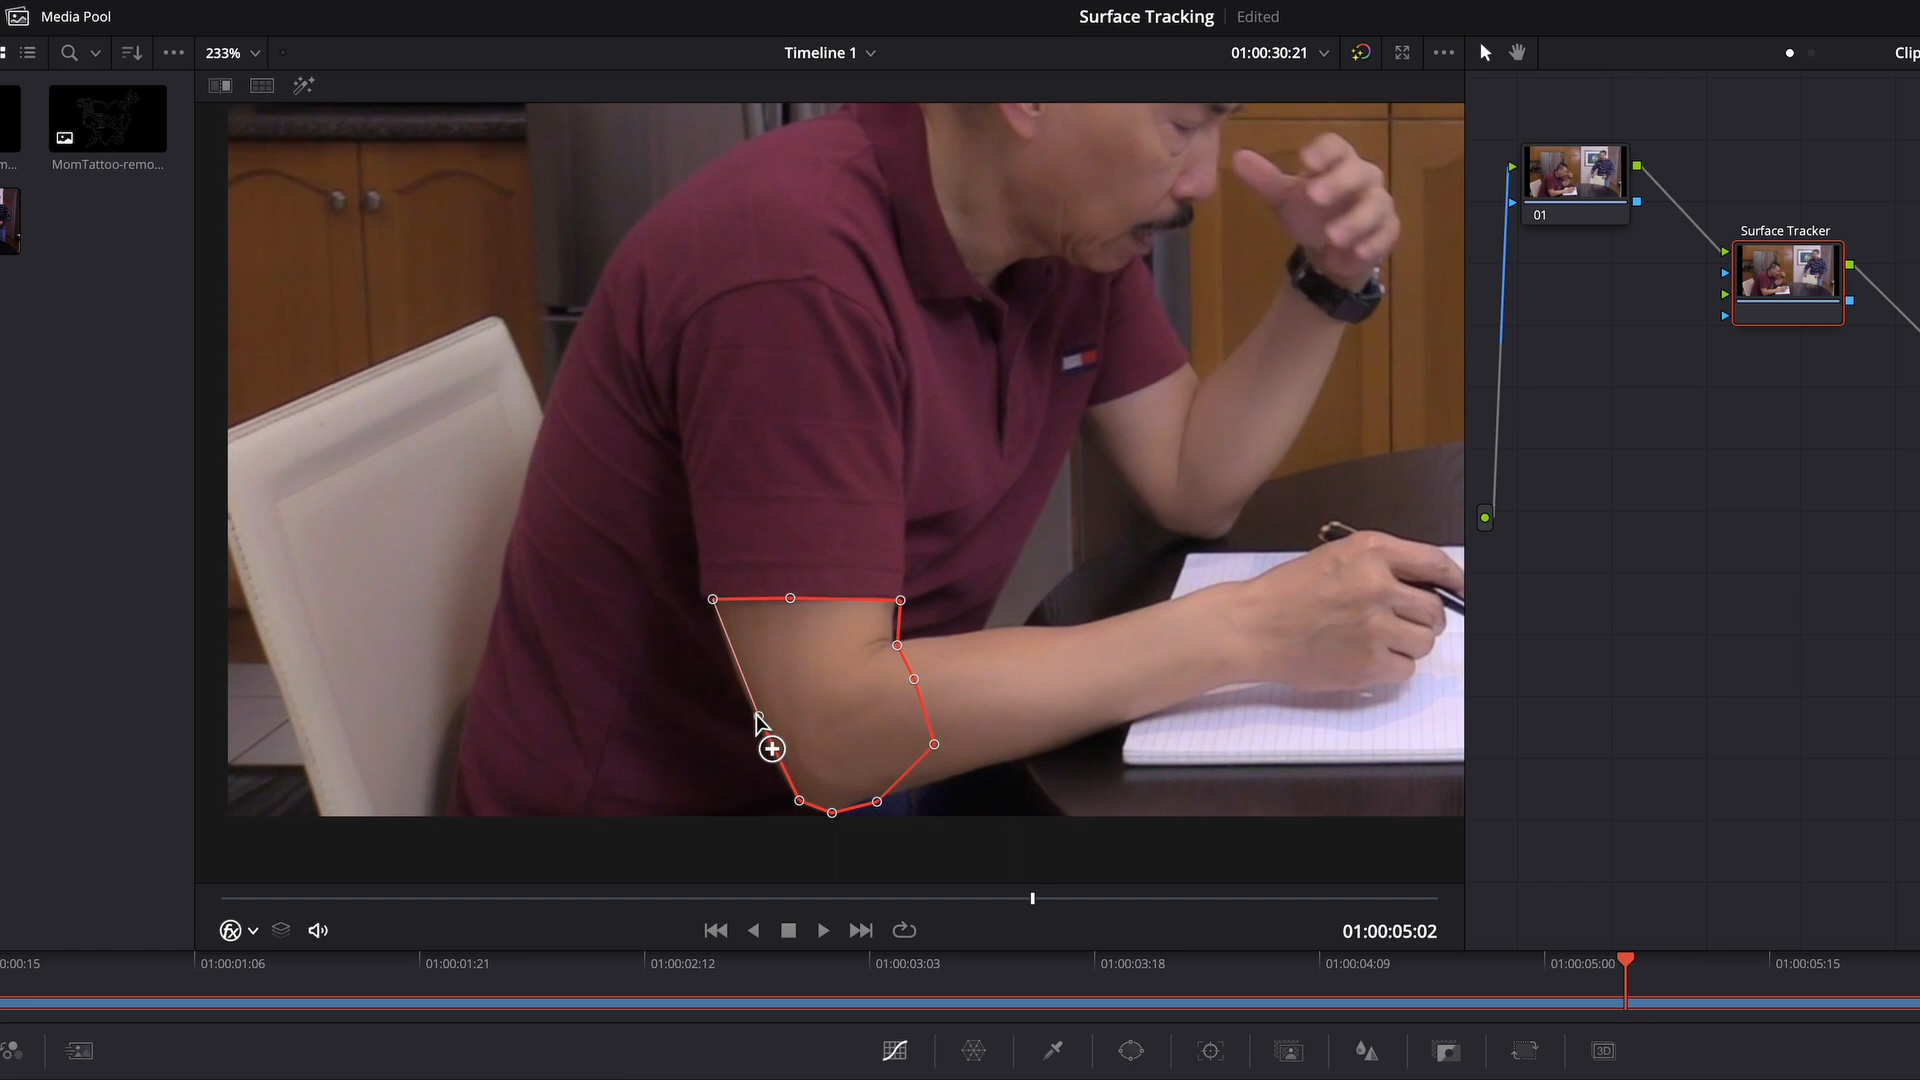 Media Pool
Surface Tracking
Edited
233%
Timeline 1
01:00:30:21
Clip
m...
MomTattoo-remo...
01
Surface Tracker
fx
01:00:05:02
0:00:15
01:00:01:06
01:00:01:21
01:00:02:12
01:00:03:03
01:00:03:18
01:00:04:09
01:00:05:00
01:00:05:15
3D